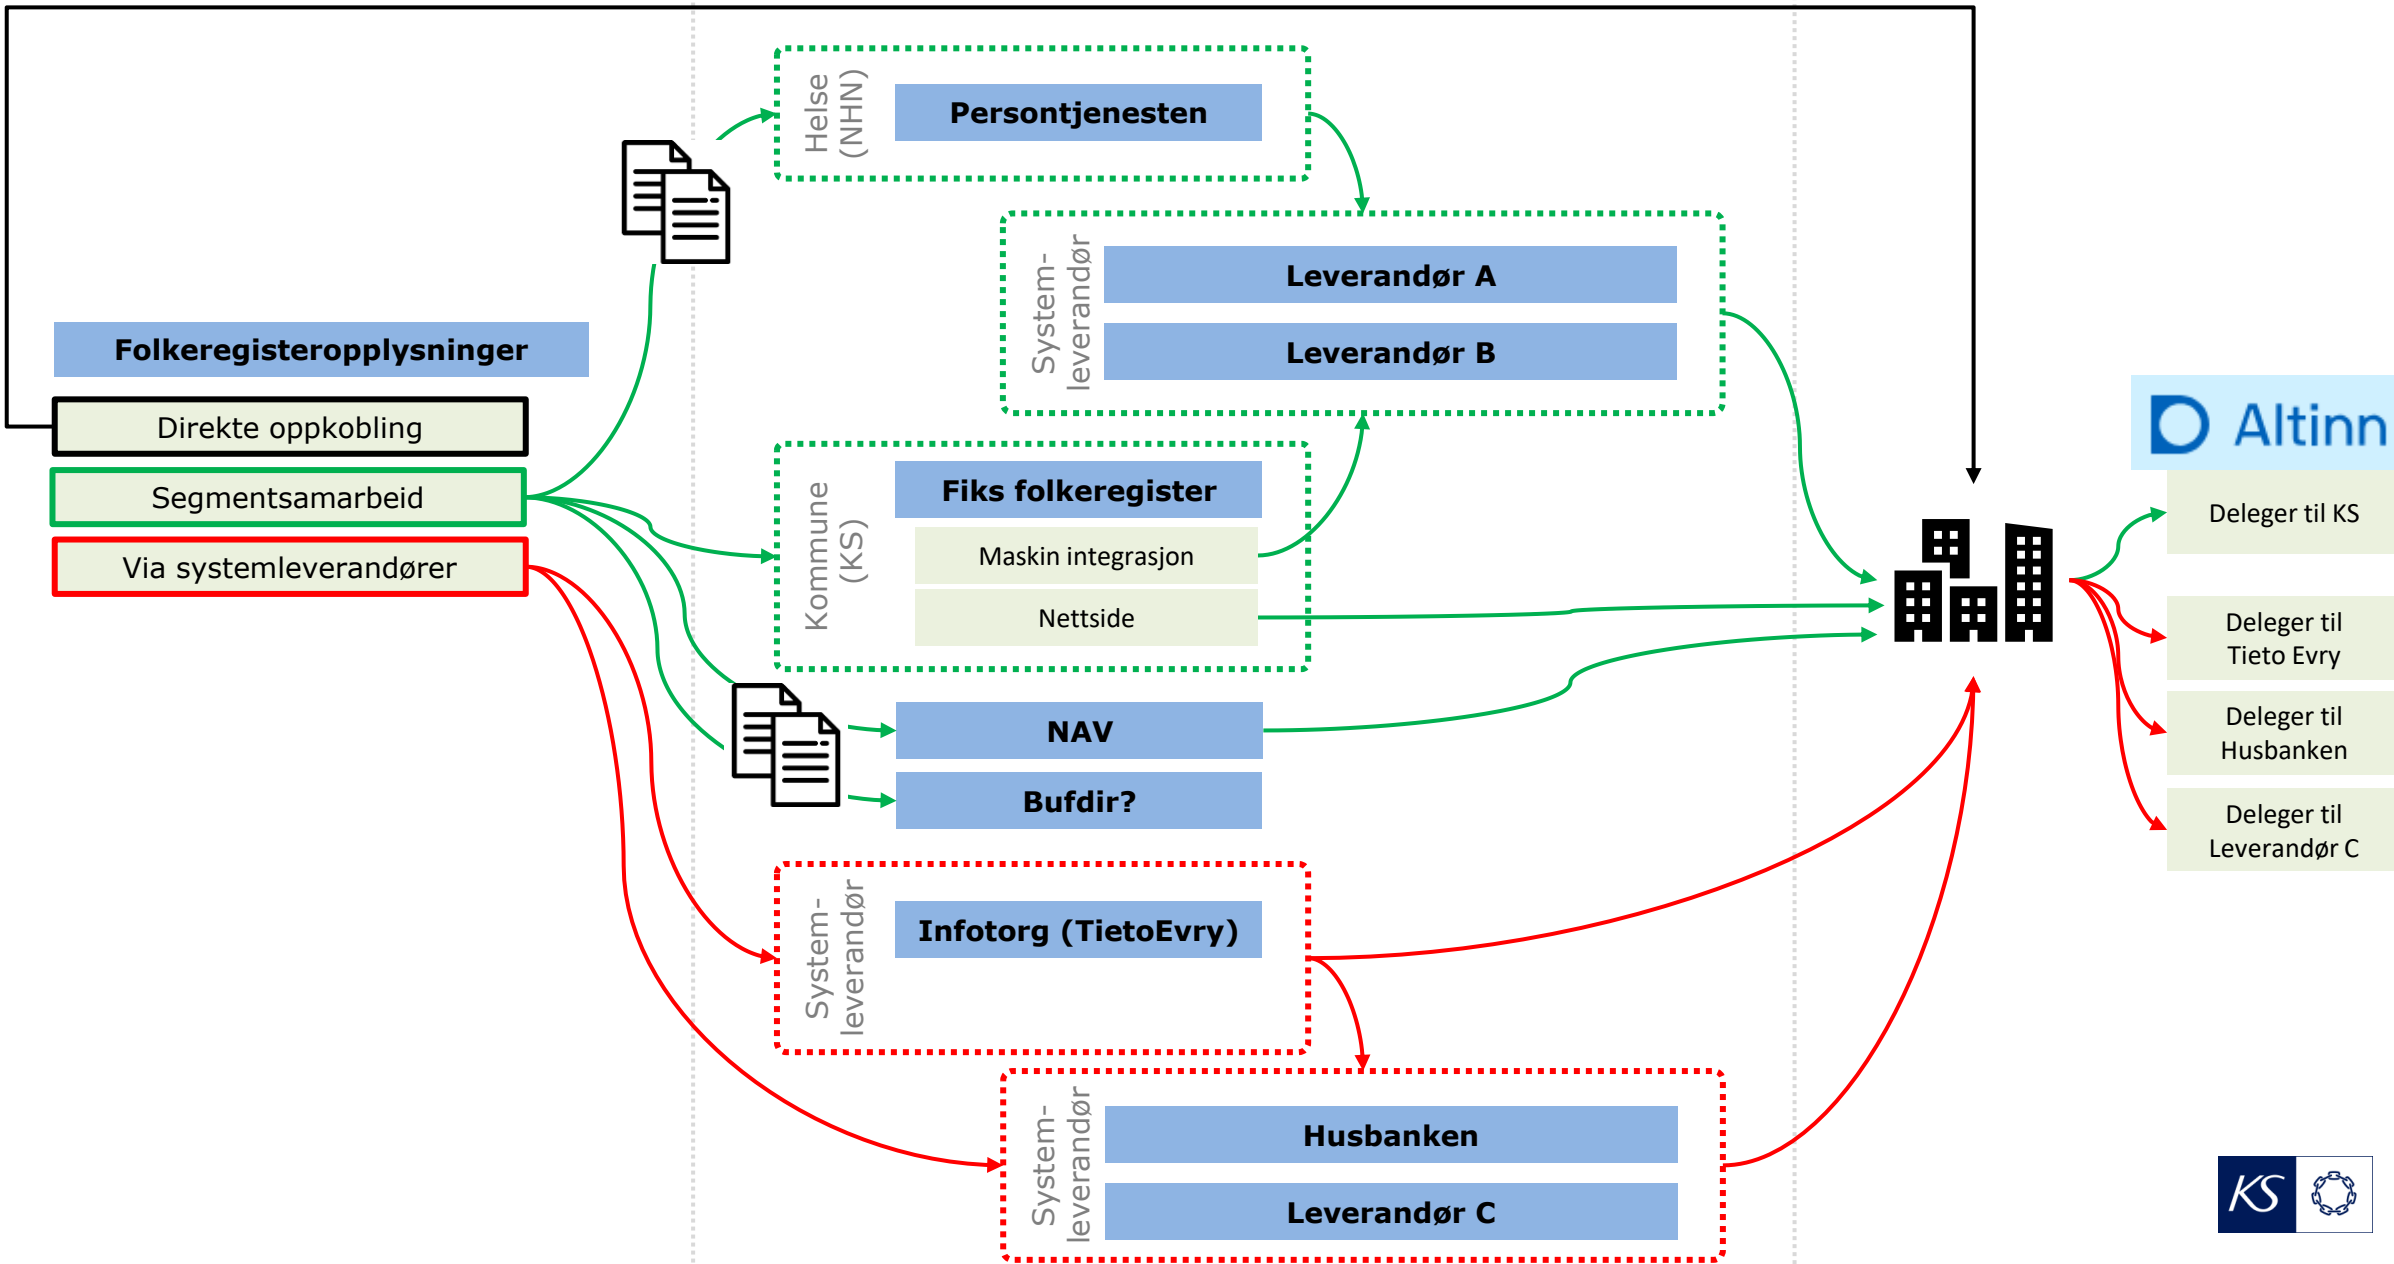 Folkeregisteropplysninger
Direkte oppkobling
Segmentsamarbeid
Via systemleverandører
Helse
(NHN)
Persontjenesten
System-
leverandør
Leverandør A
Leverandør B
Kommune
(KS)
Fiks folkeregister
Maskin integrasjon
Nettside
NAV
Bufdir?
System-
leverandør
Infotorg (TietoEvry)
System-
leverandør
Husbanken
Leverandør C
Altinn
Deleger til KS
Deleger til
Tieto Evry
Deleger til
Husbanken
Deleger til
Leverandør C
KS